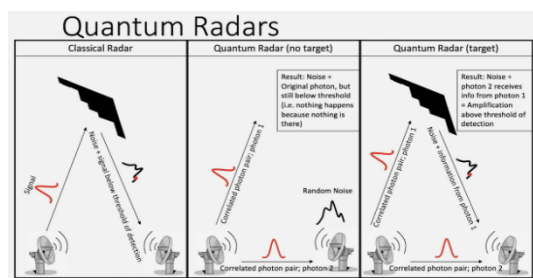 Quantum Radars
Classical Radar
Signal
Noise + signal below threshold
of detection
Quantum Radar (no target)
Result: Noise +
Original photon, but
still below threshold
(i.e. nothing happens
because nothing is
there)
Correlated photon pair; photon 1
Random Noise
Correlated photon pair; photon 2
Quantum Radar (target)
Result: Noise +
photon 2 receives
info from photon 1
= Amplification
above threshold of
detection
Correlated photon pair; photon 1
Noise + information from
photon 1
Correlated photon pair; photon 2